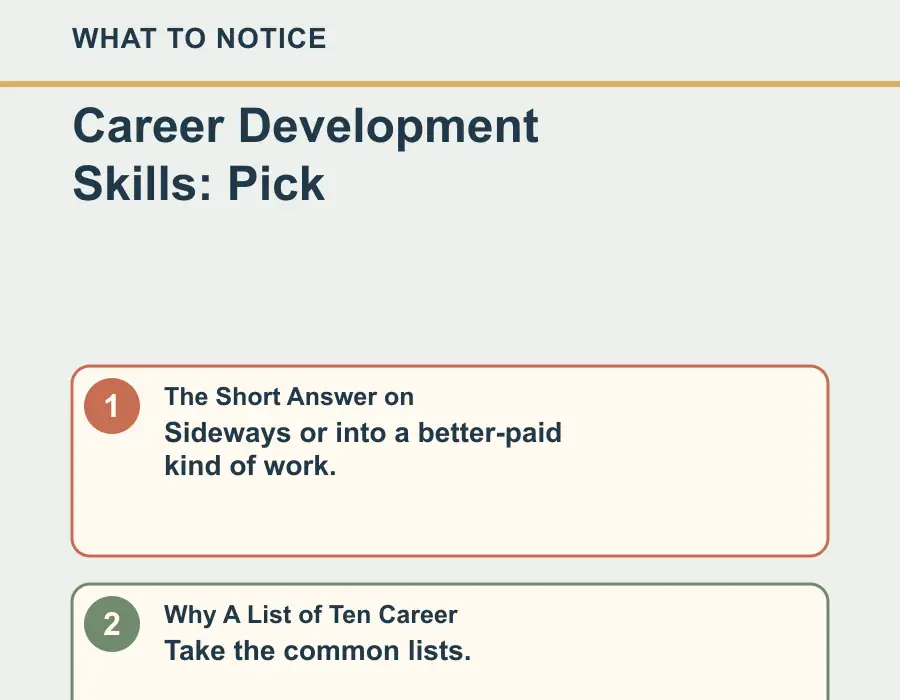 WHAT TO NOTICE
Career Development
Skills: Pick
1
The Short Answer on
Sideways or into a better-paid
kind of work.
2
Why A List of Ten Career
Take the common lists.